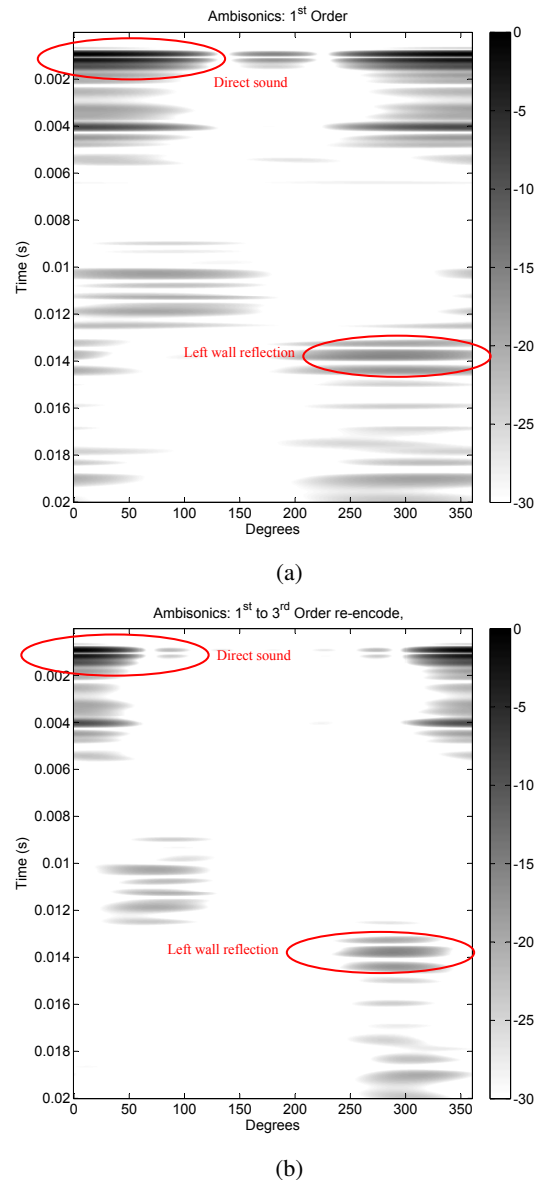 Ambisonics: 1st Order
0
0.002
Direct sound
-5
0.004
0.006
-10
0.008
Time (s)
0.01
-15
0.012
Left wall reflection
0.014
-20
0.016
-25
0.018
0.02
-30
0 50 100 150 200 250 300 350
Degrees
(a)
Ambisonics: 1st to 3rd Order re-encode,
0
0.002
Direct sound
-5
0.004
0.006
-10
0.008
Time (s)
0.01
-15
0.012
Left wall reflection
0.014
-20
0.016
-25
0.018
0.02
-30
0 50 100 150 200 250 300 350
Degrees
(b)